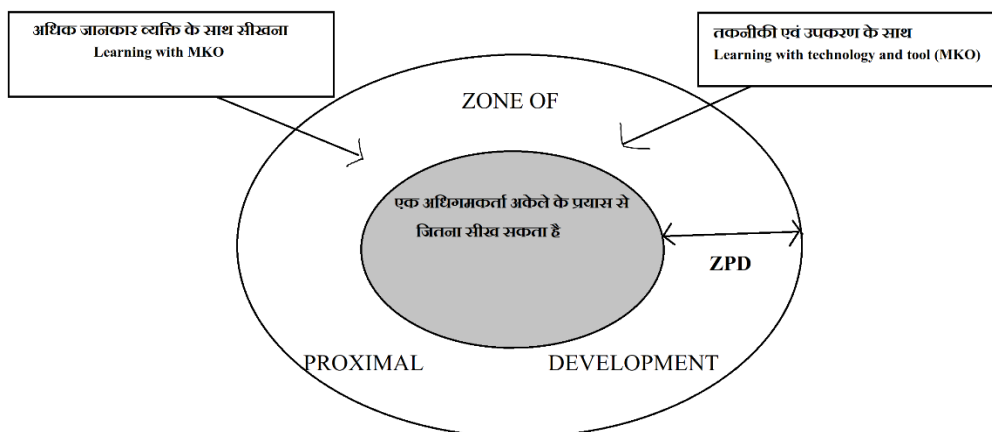 अधिक जानकार व्यक्ति के साथ सीखना
Learning with MKO
तकनीकी एवं उपकरण के साथ
Learning with technology and tool (MKO)
ZONE OF
एक अधिगमकर्ता अकेले के प्रयास से
जितना सीख सकता है
ZPD
PROXIMAL
DEVELOPMENT